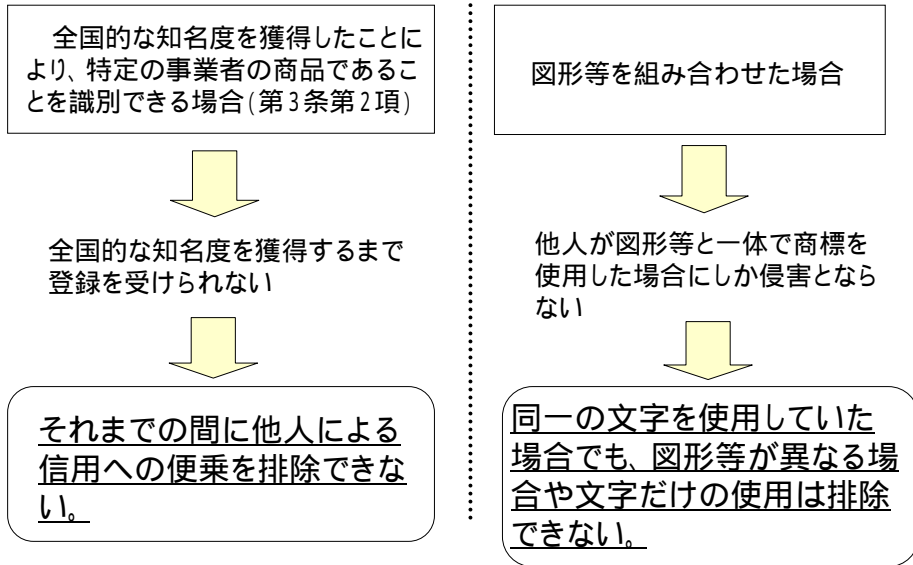 全国的な知名度を獲得したことに
より、特定の事業者の商品であるこ
とを識別できる場合(第3条第2項)
全国的な知名度を獲得するまで
登録を受けられない
それまでの間に他人による
信用への便乗を排除できな
い。
図形等を組み合わせた場合
他人が図形等と一体で商標を
使用した場合にしか侵害となら
ない
同一の文字を使用していた
場合でも、図形等が異なる場
合や文字だけの使用は排除
できない。